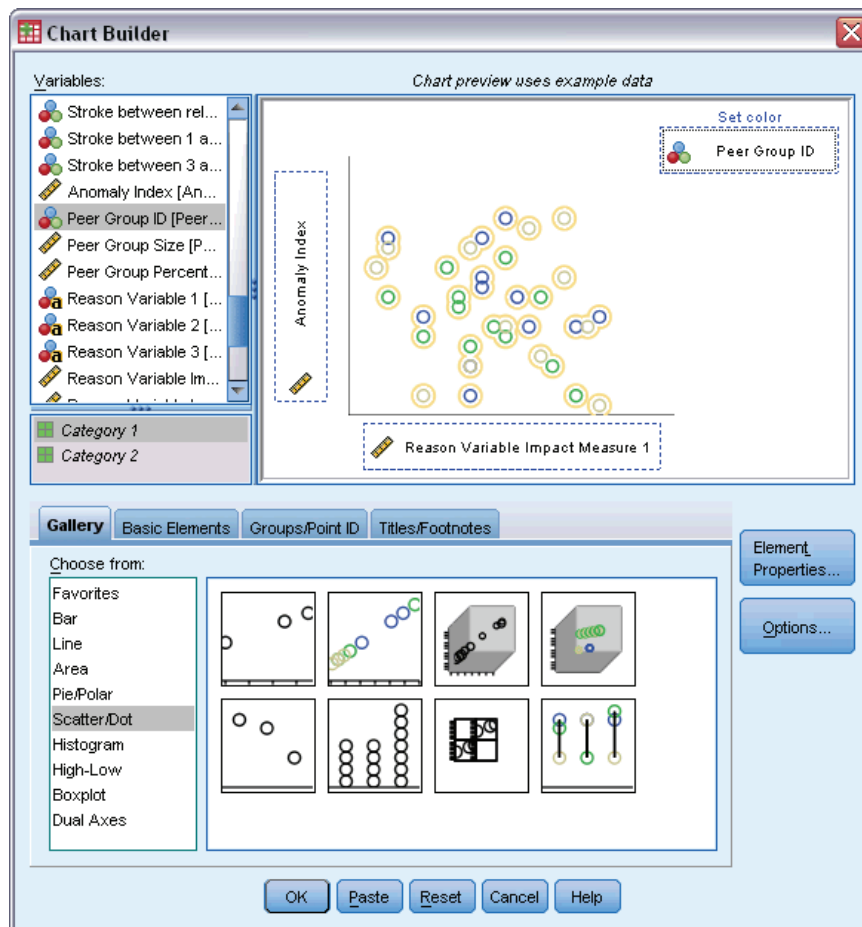 Chart Builder
Variables:
Chart preview uses example data
Stroke between rel...
Stroke between 1 a...
Stroke between 3 a...
Anomaly Index [An...
Peer Group ID [Peer...
Peer Group Size [P...
Peer Group Percent...
Reason Variable 1 [...
Reason Variable 2 [...
Reason Variable 3 [...
Reason Variable Im...
Category 1
Category 2
Set color
Peer Group ID
Anomaly Index
Reason Variable Impact Measure 1
Gallery
Basic Elements
Groups/Point ID
Titles/Footnotes
Choose from:
Favorites
Bar
Line
Area
Pie/Polar
Scatter/Dot
Histogram
High-Low
Boxplot
Dual Axes
Element
Properties...
Options...
OK
Paste
Reset
Cancel
Help